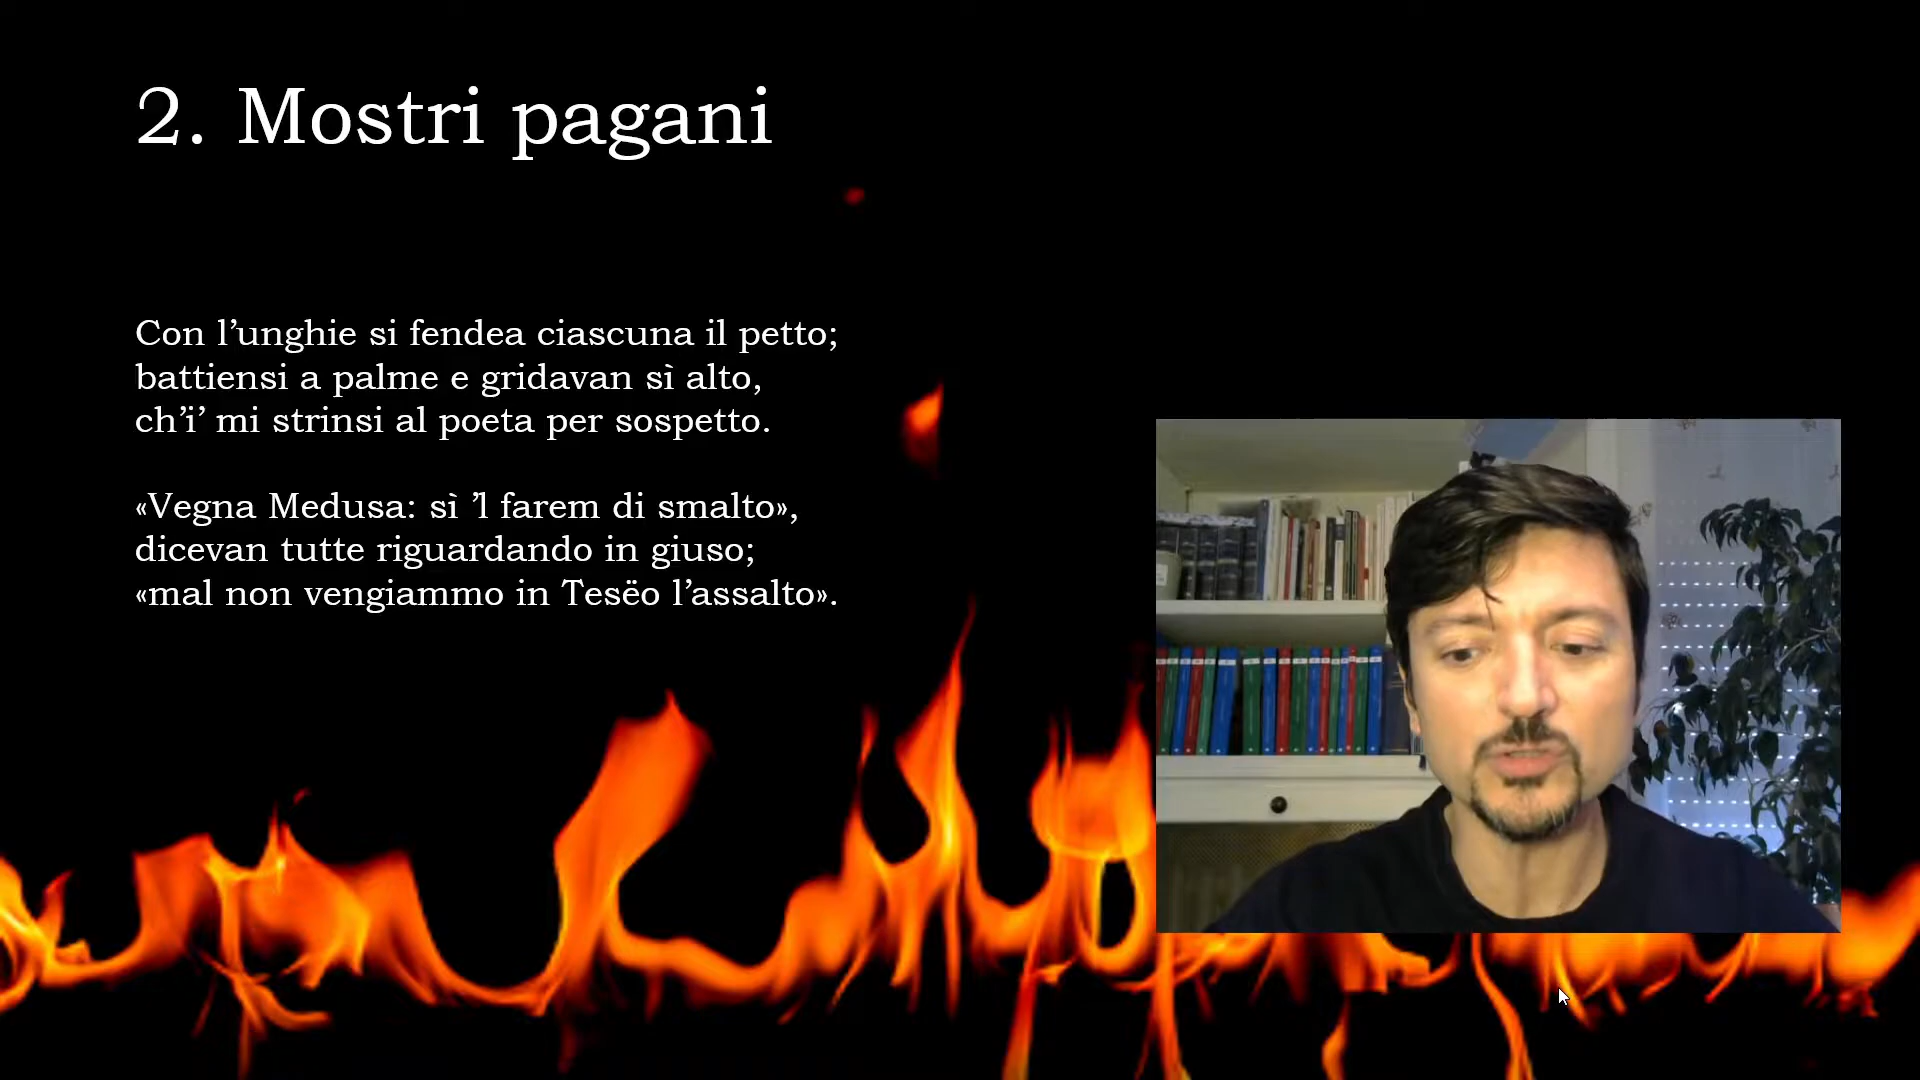 2. Mostri pagani
Con l’unghie si fendea ciascuna il petto;
battiensi a palme e gridavan sì alto,
ch’i’ mi strinsi al poeta per sospetto.
«Vegna Medusa: sì ’l farem di smalto»,
dicevan tutte riguardando in giuso;
«mal non vengiammo in Tesëo l’assalto».